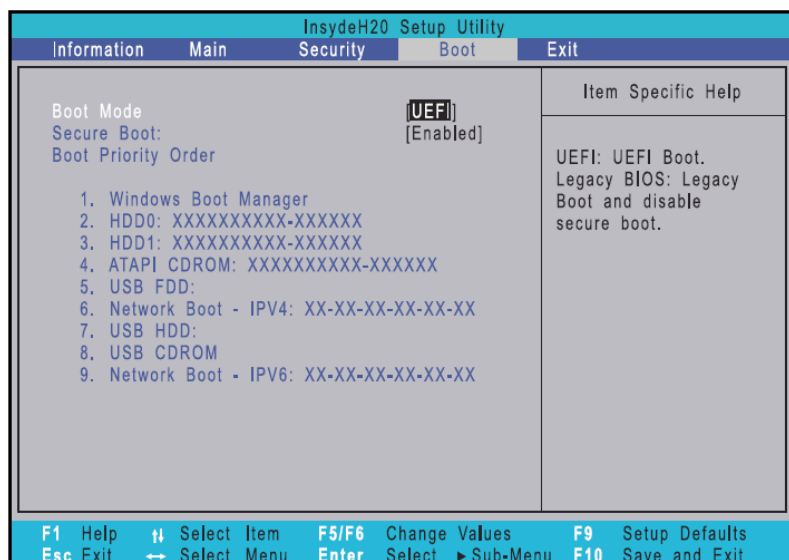 InsydeH20 Setup Utility
Information Main Security Boot Exit
Boot Mode [UEFI]
Secure Boot: [Enabled]
Boot Priority Order
1. Windows Boot Manager
2. HDD0: XXXXXXXXXX-XXXXXX
3. HDD1: XXXXXXXXXX-XXXXXX
4. ATAPI CDROM: XXXXXXXXXX-XXXXXX
5. USB FDD:
6. Network Boot - IPV4: XX-XX-XX-XX-XX-XX
7. USB HDD:
8. USB CDROM
9. Network Boot - IPV6: XX-XX-XX-XX-XX-XX
Item Specific Help
UEFI: UEFI Boot.
Legacy BIOS: Legacy
Boot and disable
secure boot.
F1 Help ↑↓ Select Item F5/F6 Change Values F9 Setup Defaults
Esc Exit ↔ Select Menu Enter Select ►Sub-Menu F10 Save and Exit